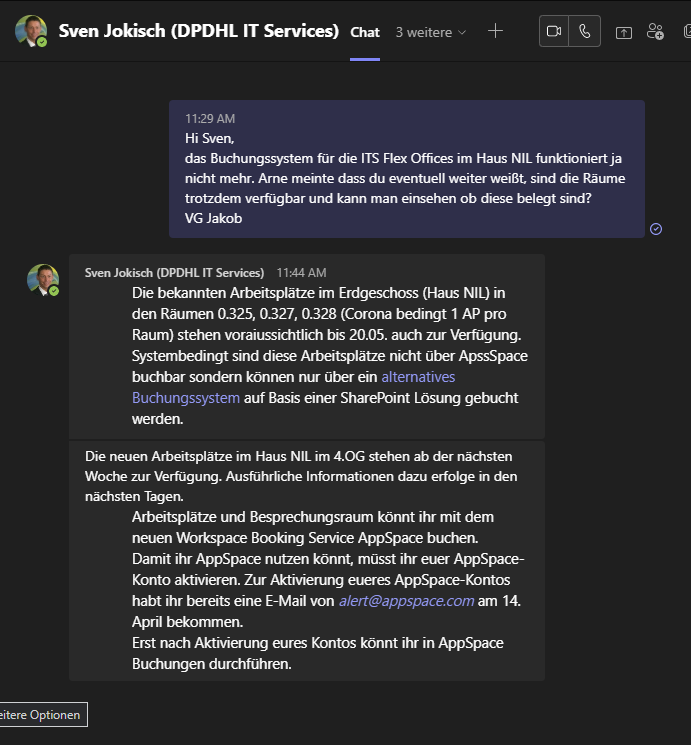 Sven Jokisch (DPDHL IT Services) Chat 3 weitere
11:29 AM
Hi Sven,
das Buchungssystem für die ITS Flex Offices im Haus NIL funktioniert ja
nicht mehr. Arne meinte dass du eventuell weiter weißt, sind die Räume
trotzdem verfügbar und kann man einsehen ob diese belegt sind?
VG Jakob
Sven Jokisch (DPDHL IT Services) 11:44 AM
Die bekannten Arbeitsplätze im Erdgeschoss (Haus NIL) in
den Räumen 0.325, 0.327, 0.328 (Corona bedingt 1 AP pro
Raum) stehen voraiussichtlich bis 20.05. auch zur Verfügung.
Systembedingt sind diese Arbeitsplätze nicht über ApssSpace
buchbar sondern können nur über ein alternatives
Buchungssystem auf Basis einer SharePoint Lösung gebucht
werden.
Die neuen Arbeitsplätze im Haus NIL im 4.OG stehen ab der nächsten
Woche zur Verfügung. Ausführliche Informationen dazu erfolge in den
nächsten Tagen.
Arbeitsplätze und Besprechungsraum könnt ihr mit dem
neuen Workspace Booking Service AppSpace buchen.
Damit ihr AppSpace nutzen könnt, müsst ihr euer AppSpace-
Konto aktivieren. Zur Aktivierung eueres AppSpace-Kontos
habt ihr bereits eine E-Mail von alert@appspace.com am 14.
April bekommen.
Erst nach Aktivierung eures Kontos könnt ihr in AppSpace
Buchungen durchführen.
eitere Optionen